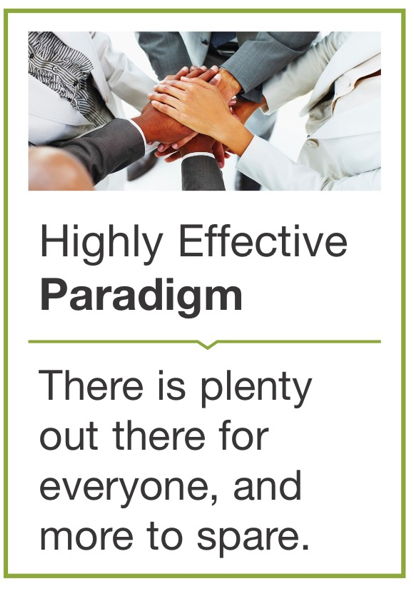 Highly Effective
Paradigm
There is plenty
out there for
everyone, and
more to spare.